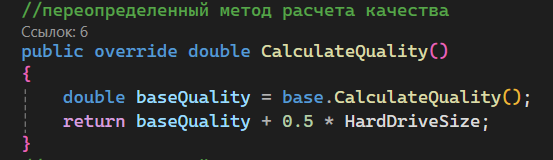 //переопределенный метод расчета качества
Ссылок: 6
public override double CalculateQuality()
{
double baseQuality = base.CalculateQuality();
return baseQuality + 0.5 * HardDriveSize;
}